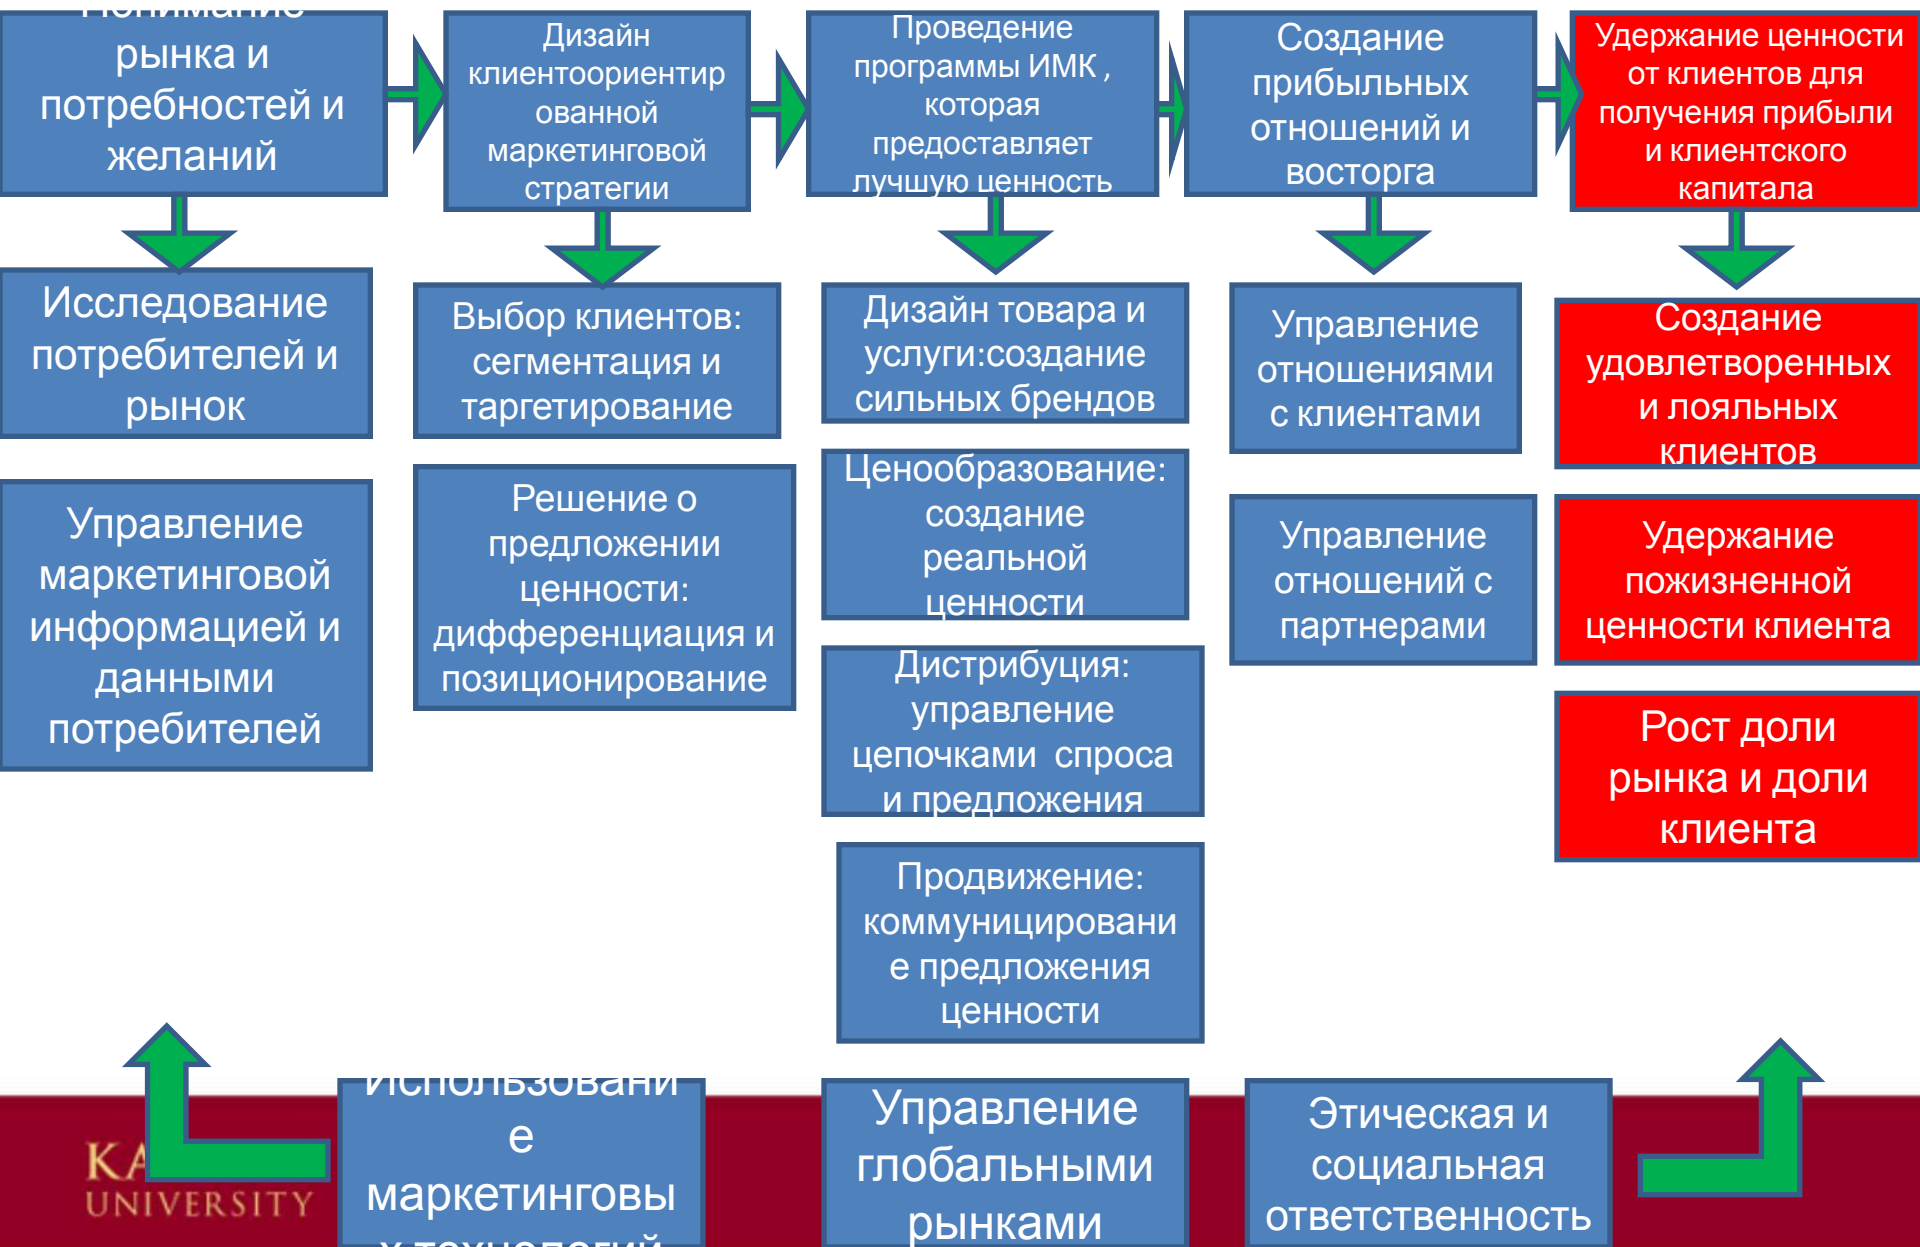 Понимание
рынка и
потребностей и
желаний
Дизайн
клиентоориентир
ованной
маркетинговой
стратегии
Проведение
программы ИМК ,
которая
предоставляет
лучшую ценность
Создание
прибыльных
отношений и
восторга
Удержание ценности
от клиентов для
получения прибыли
и клиентского
капитала
Исследование
потребителей и
рынок
Управление
маркетинговой
информацией и
данными
потребителей
Выбор клиентов:
сегментация и
таргетирование
Решение о
предложении
ценности:
дифференциация и
позиционирование
Дизайн товара и
услуги:создание
сильных брендов
Ценообразование:
создание
реальной
ценности
Дистрибуция:
управление
цепочками спроса
и предложения
Продвижение:
коммуницировани
е предложения
ценности
Управление
отношениями
с клиентами
Управление
отношений с
партнерами
Создание
удовлетворенных
и лояльных
клиентов
Удержание
пожизненной
ценности клиента
Рост доли
рынка и доли
клиента
Использовани
е
маркетинговы
х технологий
Управление
глобальными
рынками
Этическая и
социальная
ответственность
UNIVERSITY